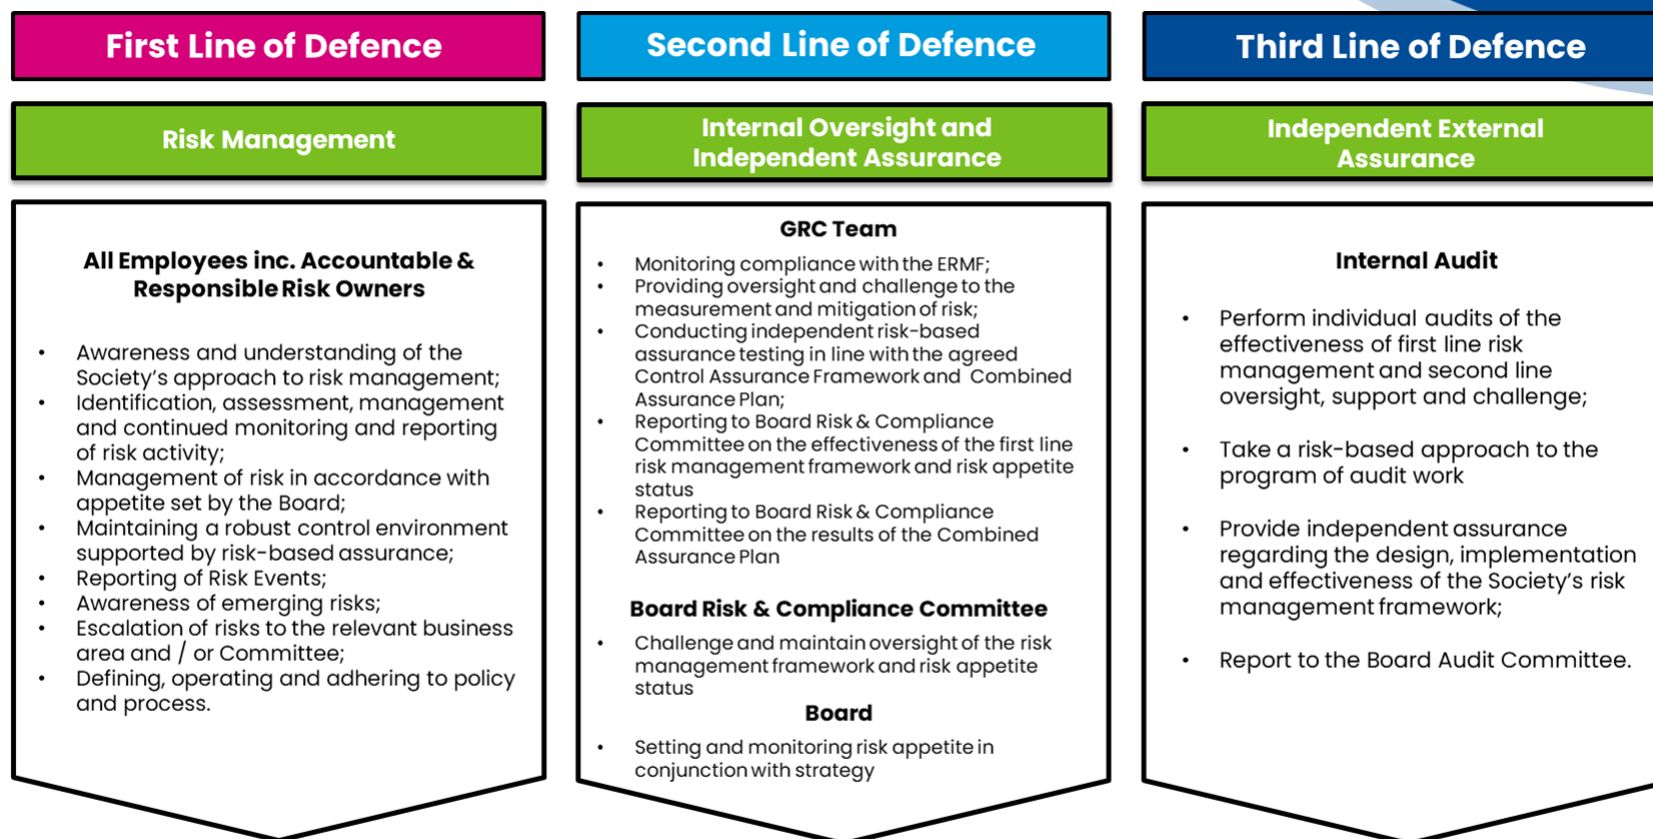 First Line of Defence
Risk Management
All Employees inc. Accountable &
Responsible Risk Owners
• Awareness and understanding of the
Society's approach to risk management;
• Identification, assessment, management
and continued monitoring and reporting
of risk activity;
• Management of risk in accordance with
appetite set by the Board;
• Maintaining a robust control environment
supported by risk-based assurance;
• Reporting of Risk Events;
• Awareness of emerging risks;
• Escalation of risks to the relevant business
area and / or Committee;
• Defining, operating and adhering to policy
and process.
Second Line of Defence
Internal Oversight and
Independent Assurance
GRC Team
• Monitoring compliance with the ERMF;
• Providing oversight and challenge to the
measurement and mitigation of risk;
• Conducting independent risk-based
assurance testing in line with the agreed
Control Assurance Framework and Combined
Assurance Plan;
• Reporting to Board Risk & Compliance
Committee on the effectiveness of the first line
risk management framework and risk appetite
status
• Reporting to Board Risk & Compliance
Committee on the results of the Combined
Assurance Plan
Board Risk & Compliance Committee
• Challenge and maintain oversight of the risk
management framework and risk appetite
status
Board
• Setting and monitoring risk appetite in
conjunction with strategy
Third Line of Defence
Independent External
Assurance
Internal Audit
• Perform individual audits of the
effectiveness of first line risk
management and second line
oversight, support and challenge;
• Take a risk-based approach to the
program of audit work
• Provide independent assurance
regarding the design, implementation
and effectiveness of the Society's risk
management framework;
• Report to the Board Audit Committee.